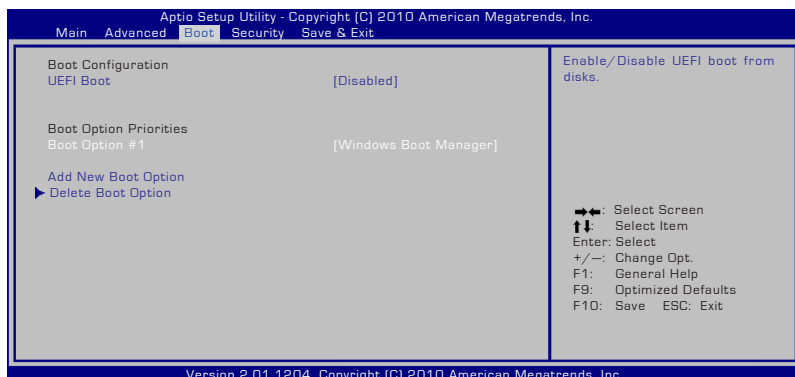 Aptio Setup Utility - Copyright (C) 2010 American Megatrends, Inc.
Main Advanced Boot Security Save & Exit
Boot Configuration
UEFI Boot [Disabled]
Boot Option Priorities
Boot Option #1 [Windows Boot Manager]
Add New Boot Option
Delete Boot Option
Enable/Disable UEFI boot from
disks.
→←: Select Screen
↑↓: Select Item
Enter: Select
+/—: Change Opt.
F1: General Help
F9: Optimized Defaults
F10: Save ESC: Exit
Version 2.01.1204. Copyright (C) 2010 American Megatrends, Inc.